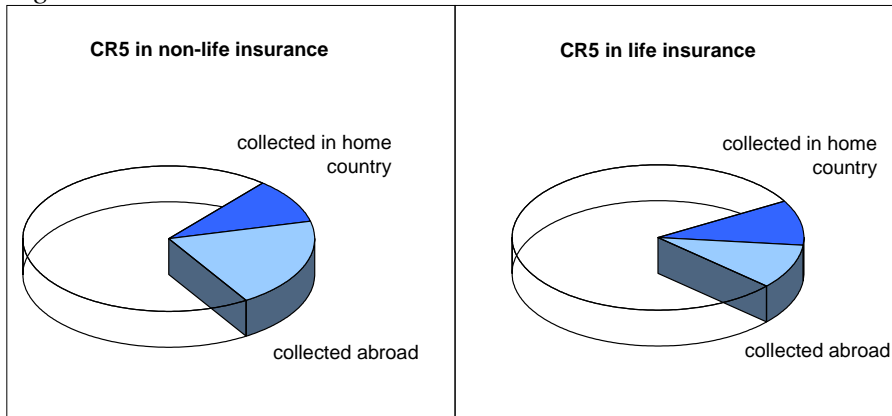 CR5 in non-life insurance
collected in home
country
collected abroad
CR5 in life insurance
collected in home
country
collected abroad